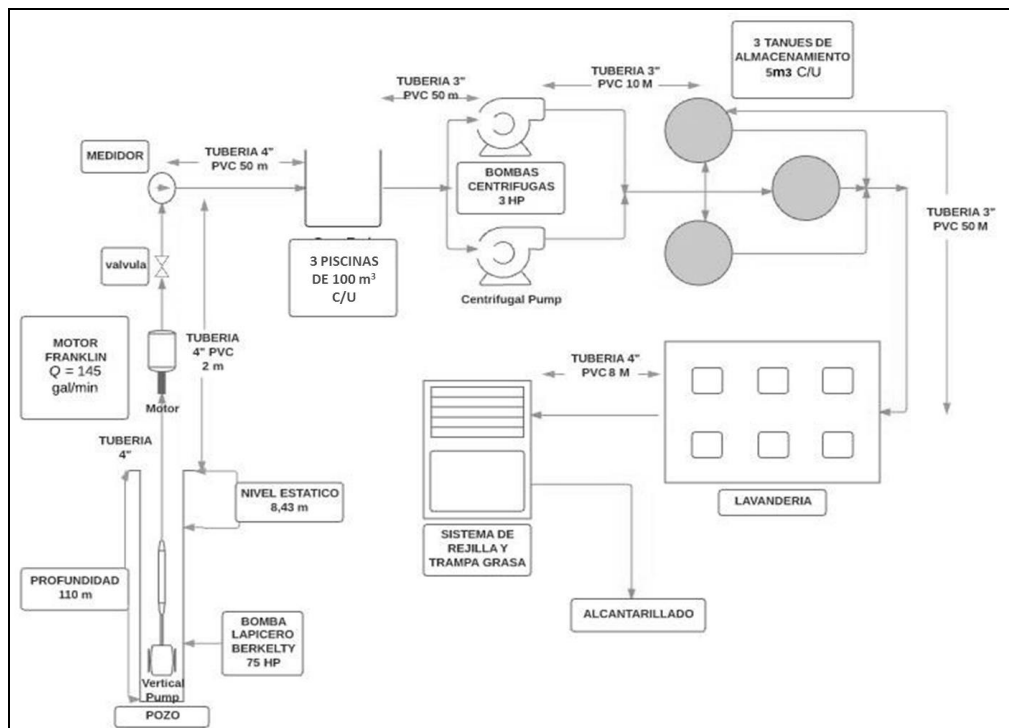 3 TANUES DE
ALMACENAMIENTO
5m3 C/U
TUBERIA 3"
PVC 50 m
TUBERIA 3"
PVC 10 M
MEDIDOR
TUBERIA 4"
PVC 50 m
BOMBAS
CENTRIFUGAS
3 HP
TUBERIA 3"
PVC 50 M
valvula
3 PISCINAS
DE 100 m³
C/U
Centrifugal Pump
MOTOR
FRANKLIN
Q = 145
gal/min
Motor
TUBERIA
4" PVC
2 m
TUBERIA 4"
PVC 8 M
TUBERIA
4"
NIVEL ESTATICO
8,43 m
LAVANDERIA
SISTEMA DE
REJILLA Y
TRAMPA GRASA
PROFUNDIDAD
110 m
ALCANTARILLADO
BOMBA
LAPICERO
BERKELTY
75 HP
Vertical
Pump
POZO